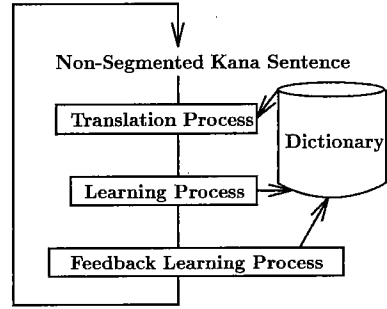 Non-Segmented Kana Sentence
Translation Process
Dictionary
Learning Process
Feedback Learning Process